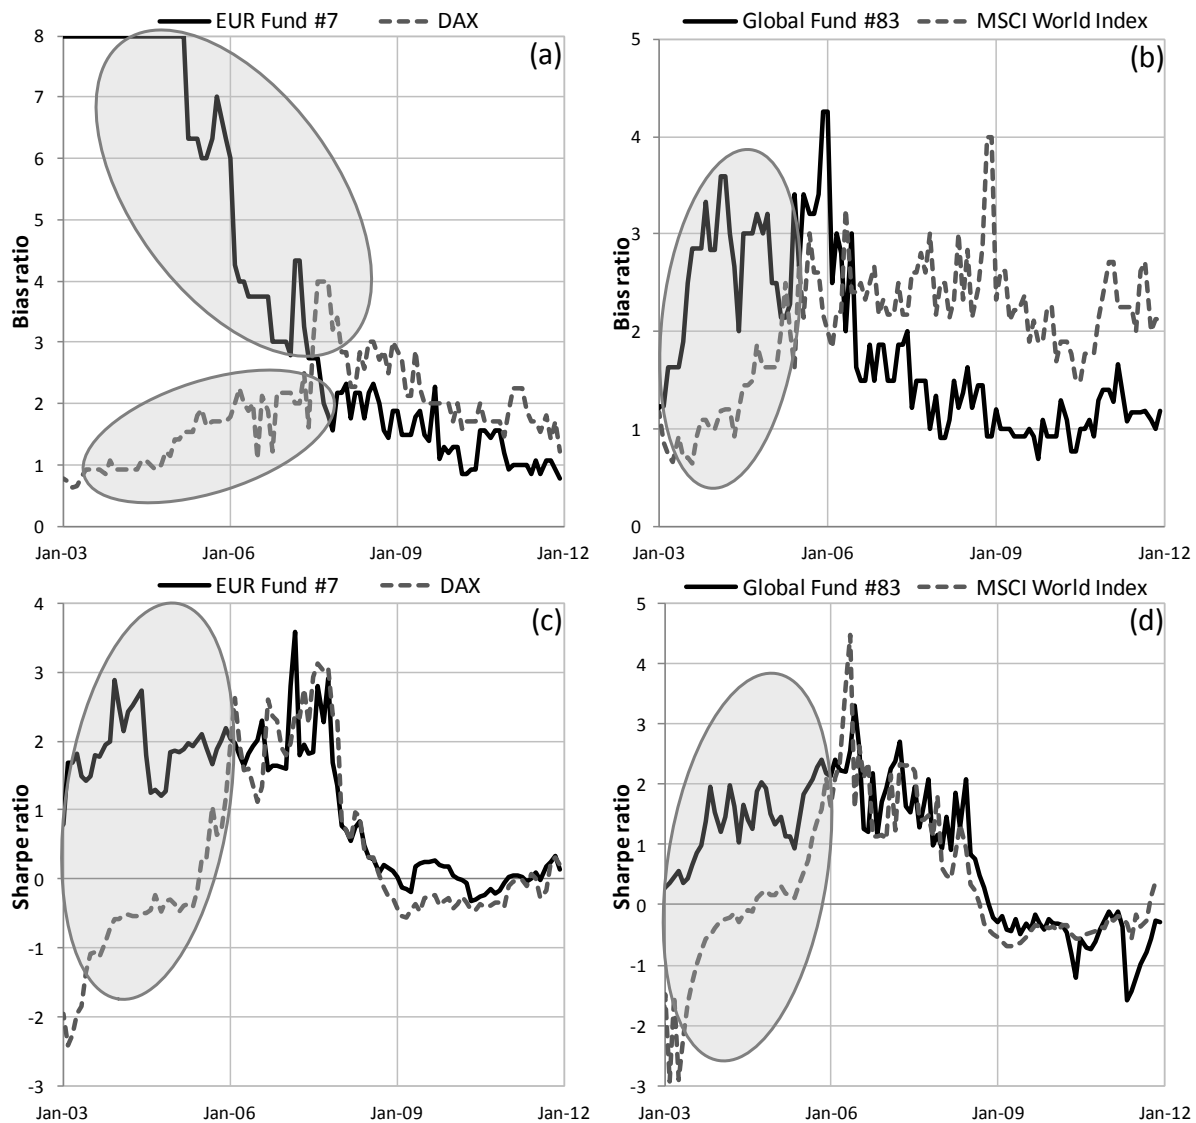 EUR Fund #7 DAX
(a)
8
7
6
5
4
3
2
1
0
Bias ratio
Jan-03 Jan-06 Jan-09 Jan-12
Global Fund #83 MSCI World Index
(b)
5
4
3
2
1
0
Bias ratio
Jan-03 Jan-06 Jan-09 Jan-12
EUR Fund #7 DAX
(c)
4
3
2
1
0
-1
-2
-3
Sharpe ratio
Jan-03 Jan-06 Jan-09 Jan-12
Global Fund #83 MSCI World Index
(d)
5
4
3
2
1
0
-1
-2
-3
Sharpe ratio
Jan-03 Jan-06 Jan-09 Jan-12